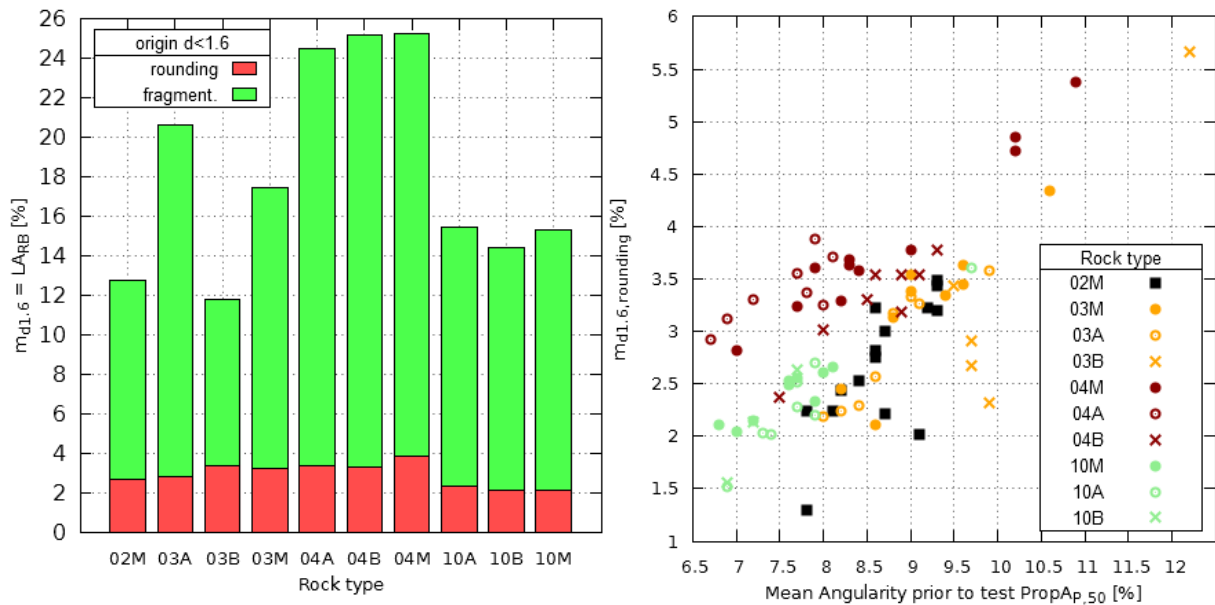 26
24
22
20
18
16
14
12
10
8
6
4
2
0
m_d1.6 = LA_RB [%]
origin d<1.6
rounding
fragment.
02M 03A 03B 03M 04A 04B 04M 10A 10B 10M
Rock type
6
5.5
5
4.5
4
3.5
3
2.5
2
1.5
1
m_d1.6,rounding [%]
Rock type
02M
03M
03A
03B
04M
04A
04B
10M
10A
10B
6.5 7 7.5 8 8.5 9 9.5 10 10.5 11 11.5 12
Mean Angularity prior to test PropA_P,50 [%]